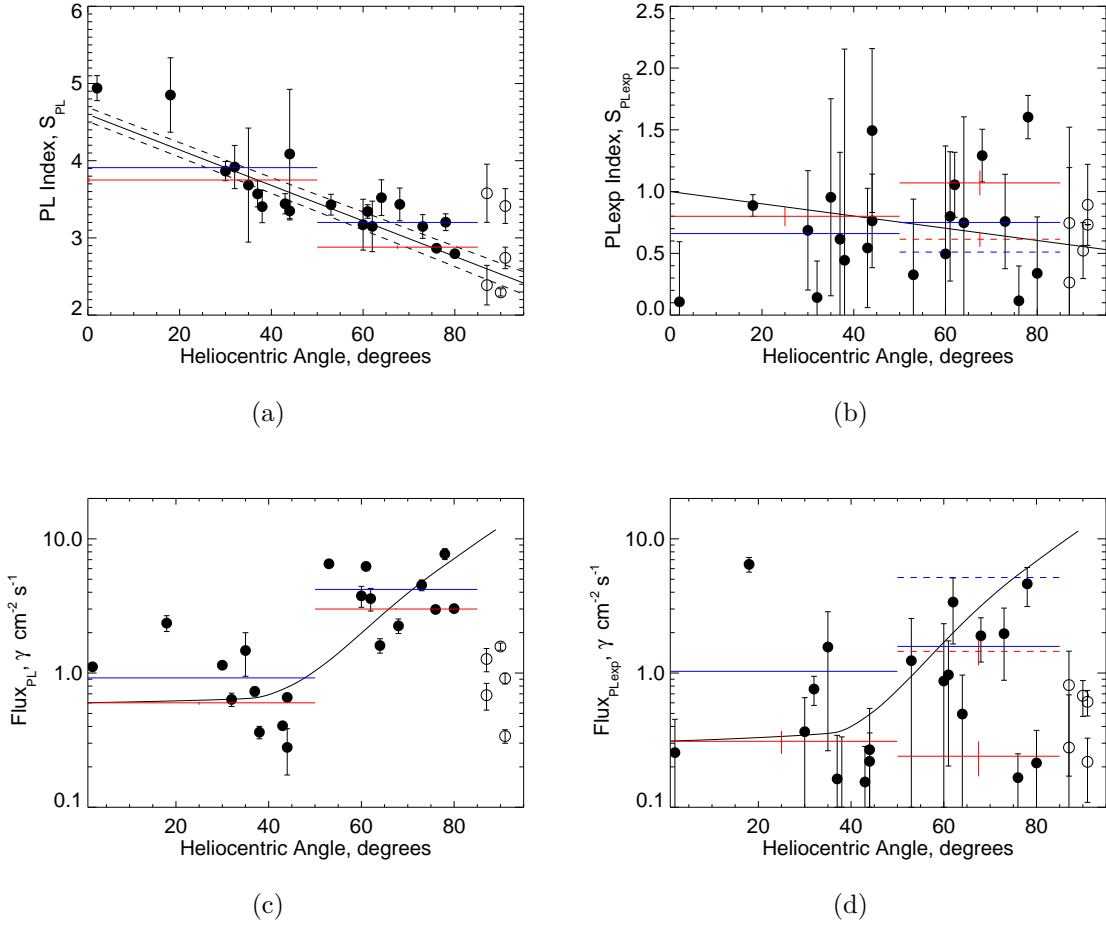 6
5
4
3
2
PL Index, S_PL
0 20 40 60 80
Heliocentric Angle, degrees
(a)
2.5
2.0
1.5
1.0
0.5
0.0
PLexp Index, S_PLexp
0 20 40 60 80
Heliocentric Angle, degrees
(b)
10.0
1.0
0.1
Flux_PL, γ cm⁻² s⁻¹
20 40 60 80
Heliocentric Angle, degrees
(c)
10.0
1.0
0.1
Flux_PLexp, γ cm⁻² s⁻¹
20 40 60 80
Heliocentric Angle, degrees
(d)